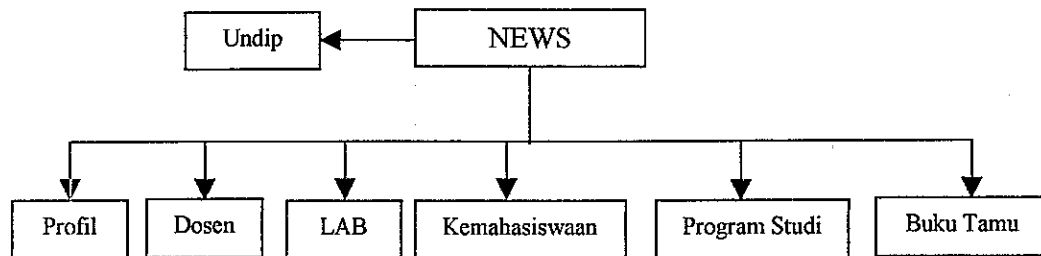 Undip
NEWS
Profil
Dosen
LAB
Kemahasiswaan
Program Studi
Buku Tamu